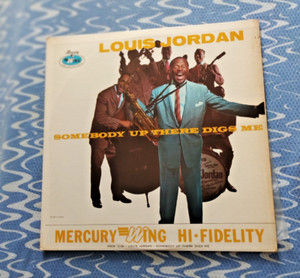 LOUIS JORDAN
SOMEBODY UP THERE DIGS ME
Jordan
MERCURY WING HI-FIDELITY